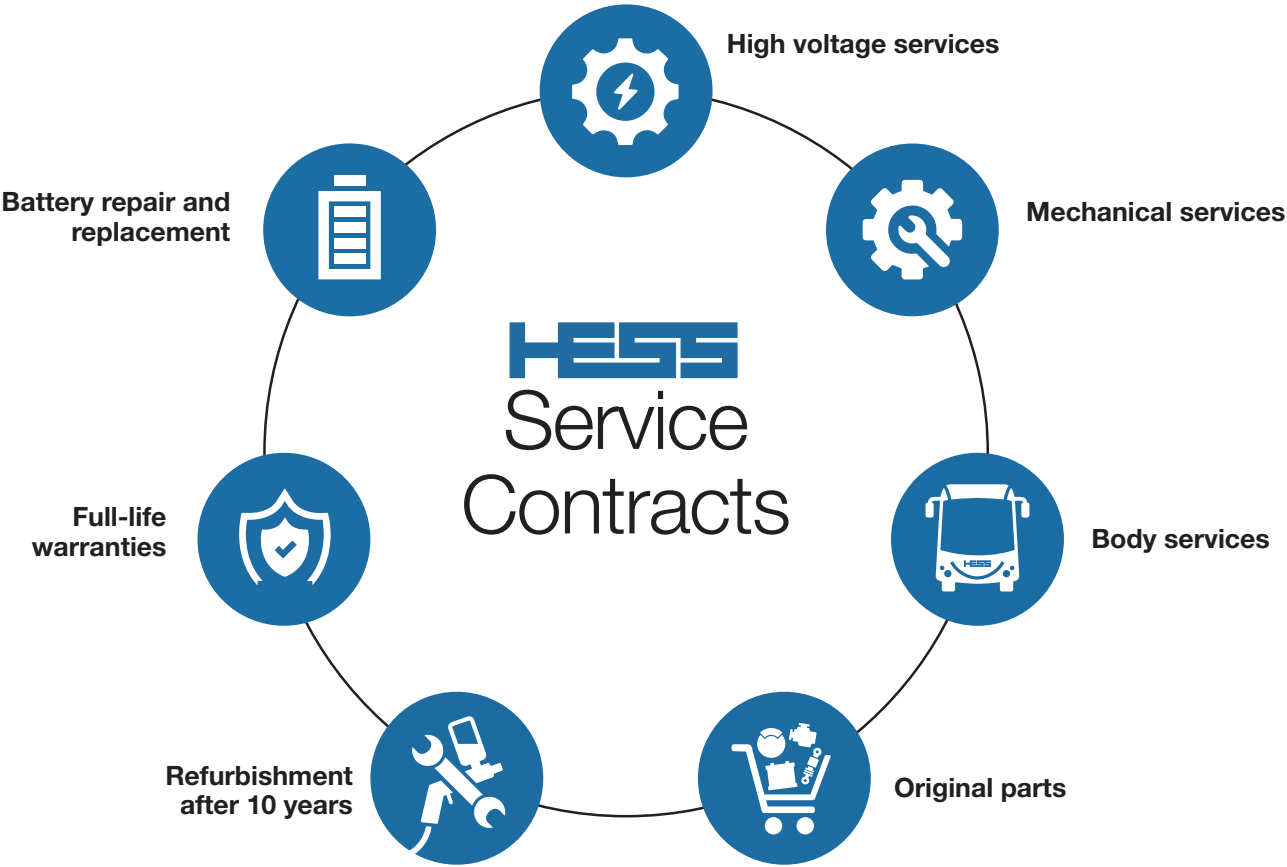 High voltage services
Mechanical services
Battery repair and
replacement
HESS
Service
Contracts
Full-life
warranties
HESS
Body services
Refurbishment
after 10 years
Original parts